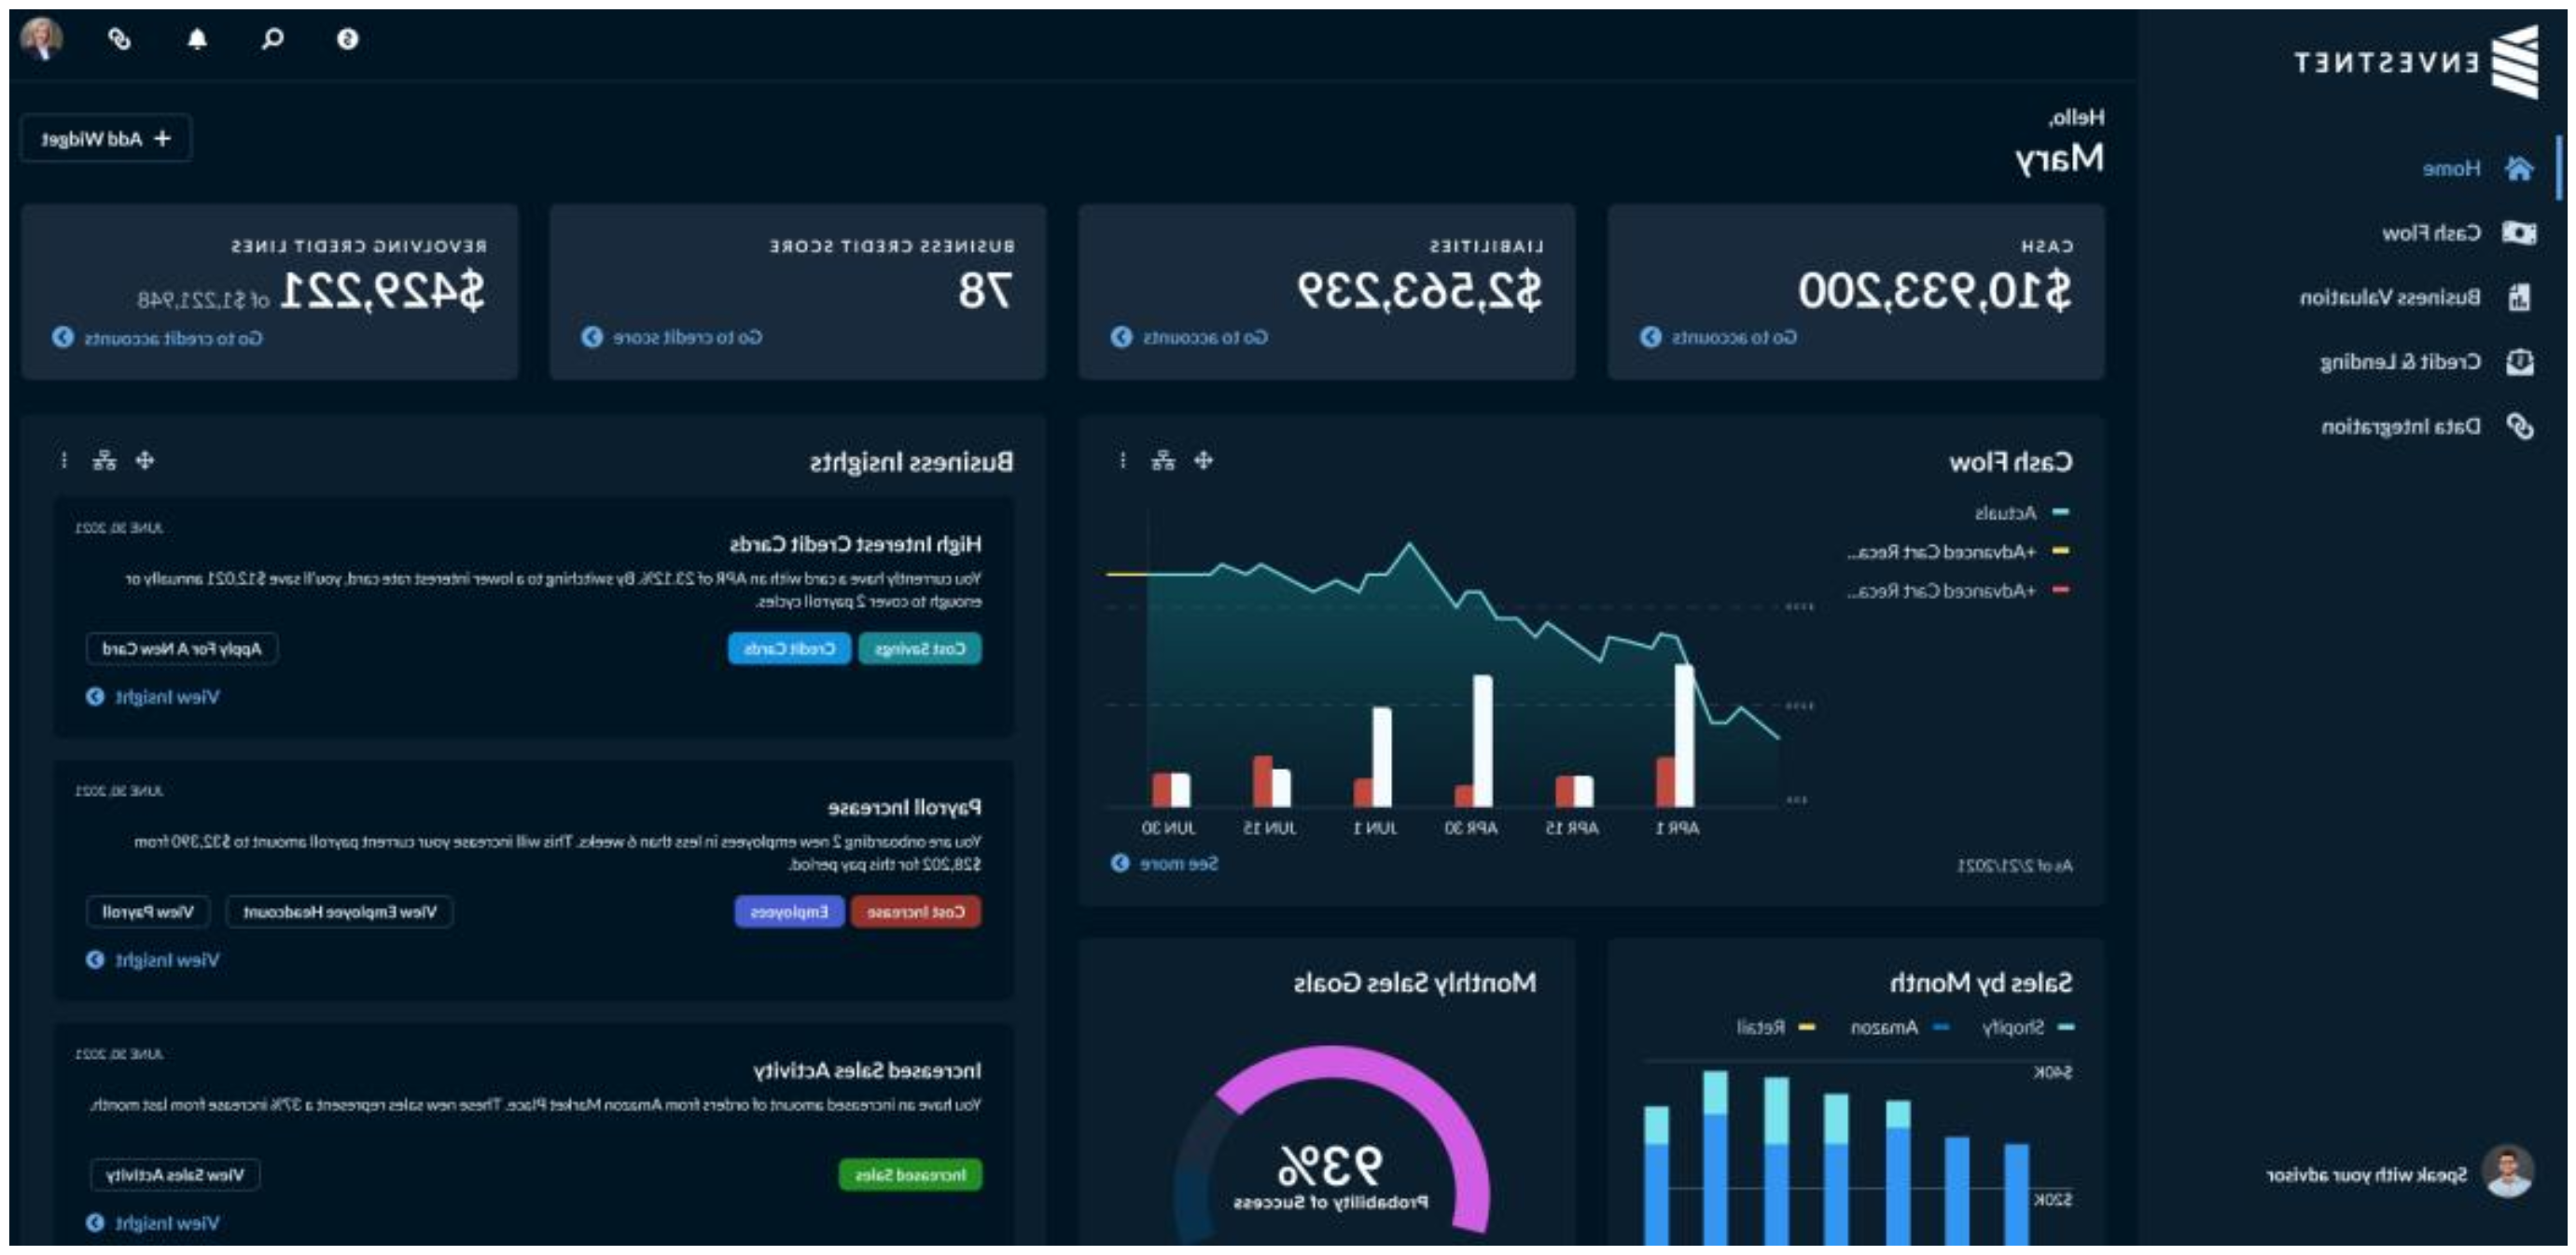 ENVESTNET
Home
Cash Flow
Business Valuation
Credit & Lending
Data Integration
Speak with your advisor
Hello,
Mary
+ Add Widget
CASH
$10,933,200
Go to accounts
LIABILITIES
$2,563,239
Go to accounts
BUSINESS CREDIT SCORE
78
Go to credit score
REVOLVING CREDIT LINES
$429,221 of $1,221,948
Go to credit accounts
Cash Flow
Actuals
+Advanced Cart Reca...
+Advanced Cart Reca...
APR 1 APR 15 APR 30 JUN 1 JUN 15 JUN 30
As of 2/21/2021
See more
Sales by Month
Shopify Amazon Retail
$40K
$20K
Monthly Sales Goals
93%
Probability of Success
Business Insights
JUNE 30, 2021
High Interest Credit Cards
You currently have a card with an APR of 23.12%. By switching to a lower interest rate card, you'll save $12,021 annually or
enough to cover 2 payroll cycles.
Cost Savings Credit Cards Apply For A New Card
View Insight
JUNE 30, 2021
Payroll Increase
You are onboarding 2 new employees in less than 6 weeks. This will increase your current payroll amount to $32,390 from
$28,202 for this pay period.
Cost Increase Employees View Employee Headcount View Payroll
View Insight
JUNE 30, 2021
Increased Sales Activity
You have an increased amount of orders from Amazon Market Place. These new sales represent a 37% increase from last month.
Increased Sales View Sales Activity
View Insight